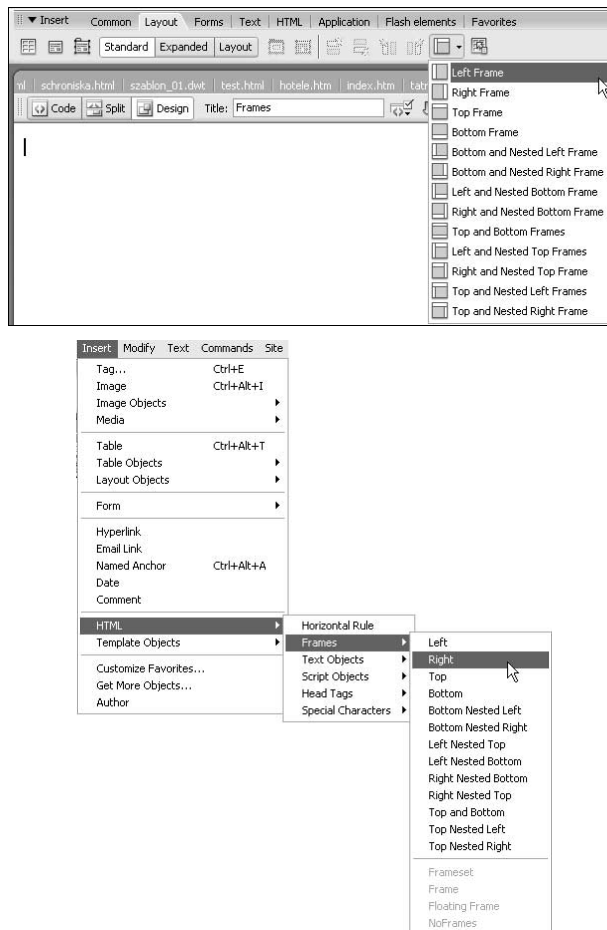 ▼ Insert Common Layout Forms Text HTML Application Flash elements Favorites
Standard Expanded Layout
ml schroniska.html szablon_01.dwt test.html hotele.htm index.htm
Code Split Design Title: Frames
Left Frame
Right Frame
Top Frame
Bottom Frame
Bottom and Nested Left Frame
Bottom and Nested Right Frame
Left and Nested Bottom Frame
Right and Nested Bottom Frame
Top and Bottom Frames
Left and Nested Top Frames
Right and Nested Top Frame
Top and Nested Left Frames
Top and Nested Right Frame
Insert Modify Text Commands Site
Tag... Ctrl+E
Image Ctrl+Alt+I
Image Objects
Media
Table Ctrl+Alt+T
Table Objects
Layout Objects
Form
Hyperlink
Email Link
Named Anchor Ctrl+Alt+A
Date
Comment
HTML
Template Objects
Customize Favorites...
Get More Objects...
Author
Horizontal Rule
Frames
Text Objects
Script Objects
Head Tags
Special Characters
Left
Right
Top
Bottom
Bottom Nested Left
Bottom Nested Right
Left Nested Top
Left Nested Bottom
Right Nested Bottom
Right Nested Top
Top and Bottom
Top Nested Left
Top Nested Right
Frameset
Frame
Floating Frame
NoFrames